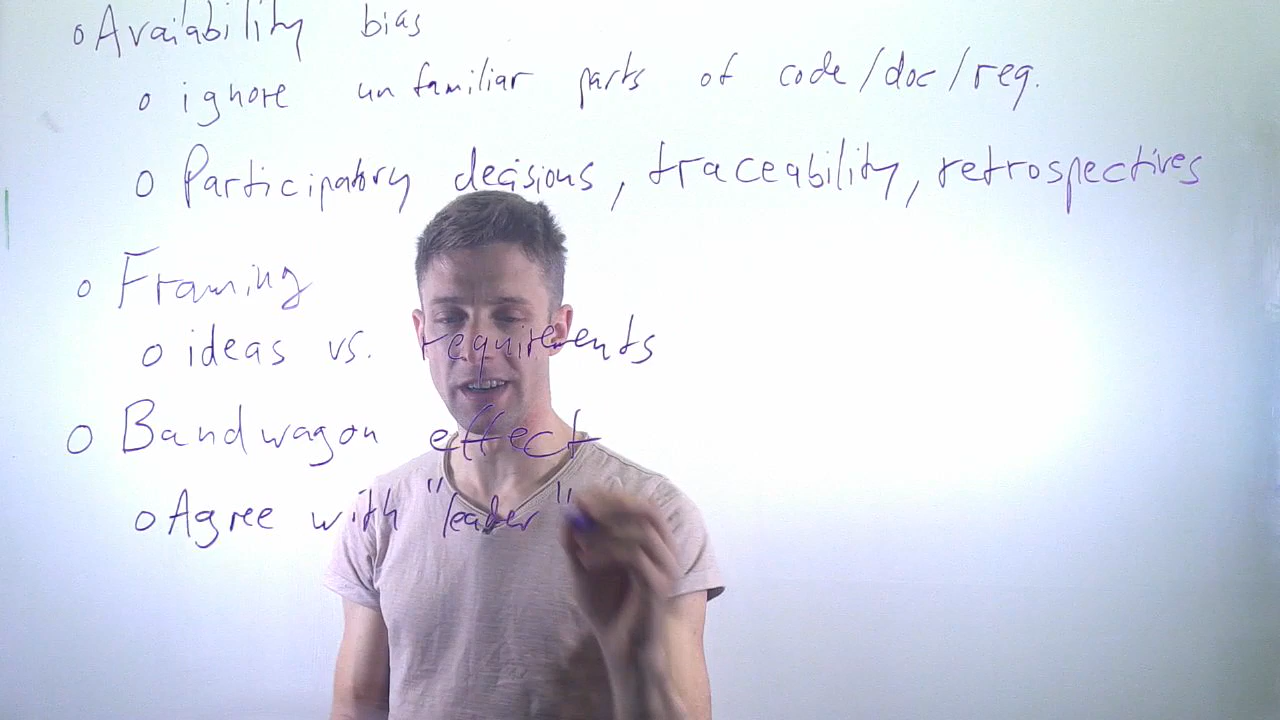 o Availability bias
o ignore unfamiliar parts of code/doc/req.
o Participatory decisions, traceability, retrospectives
o Framing
o ideas vs. requirements
o Bandwagon effect
o Agree with "leader"